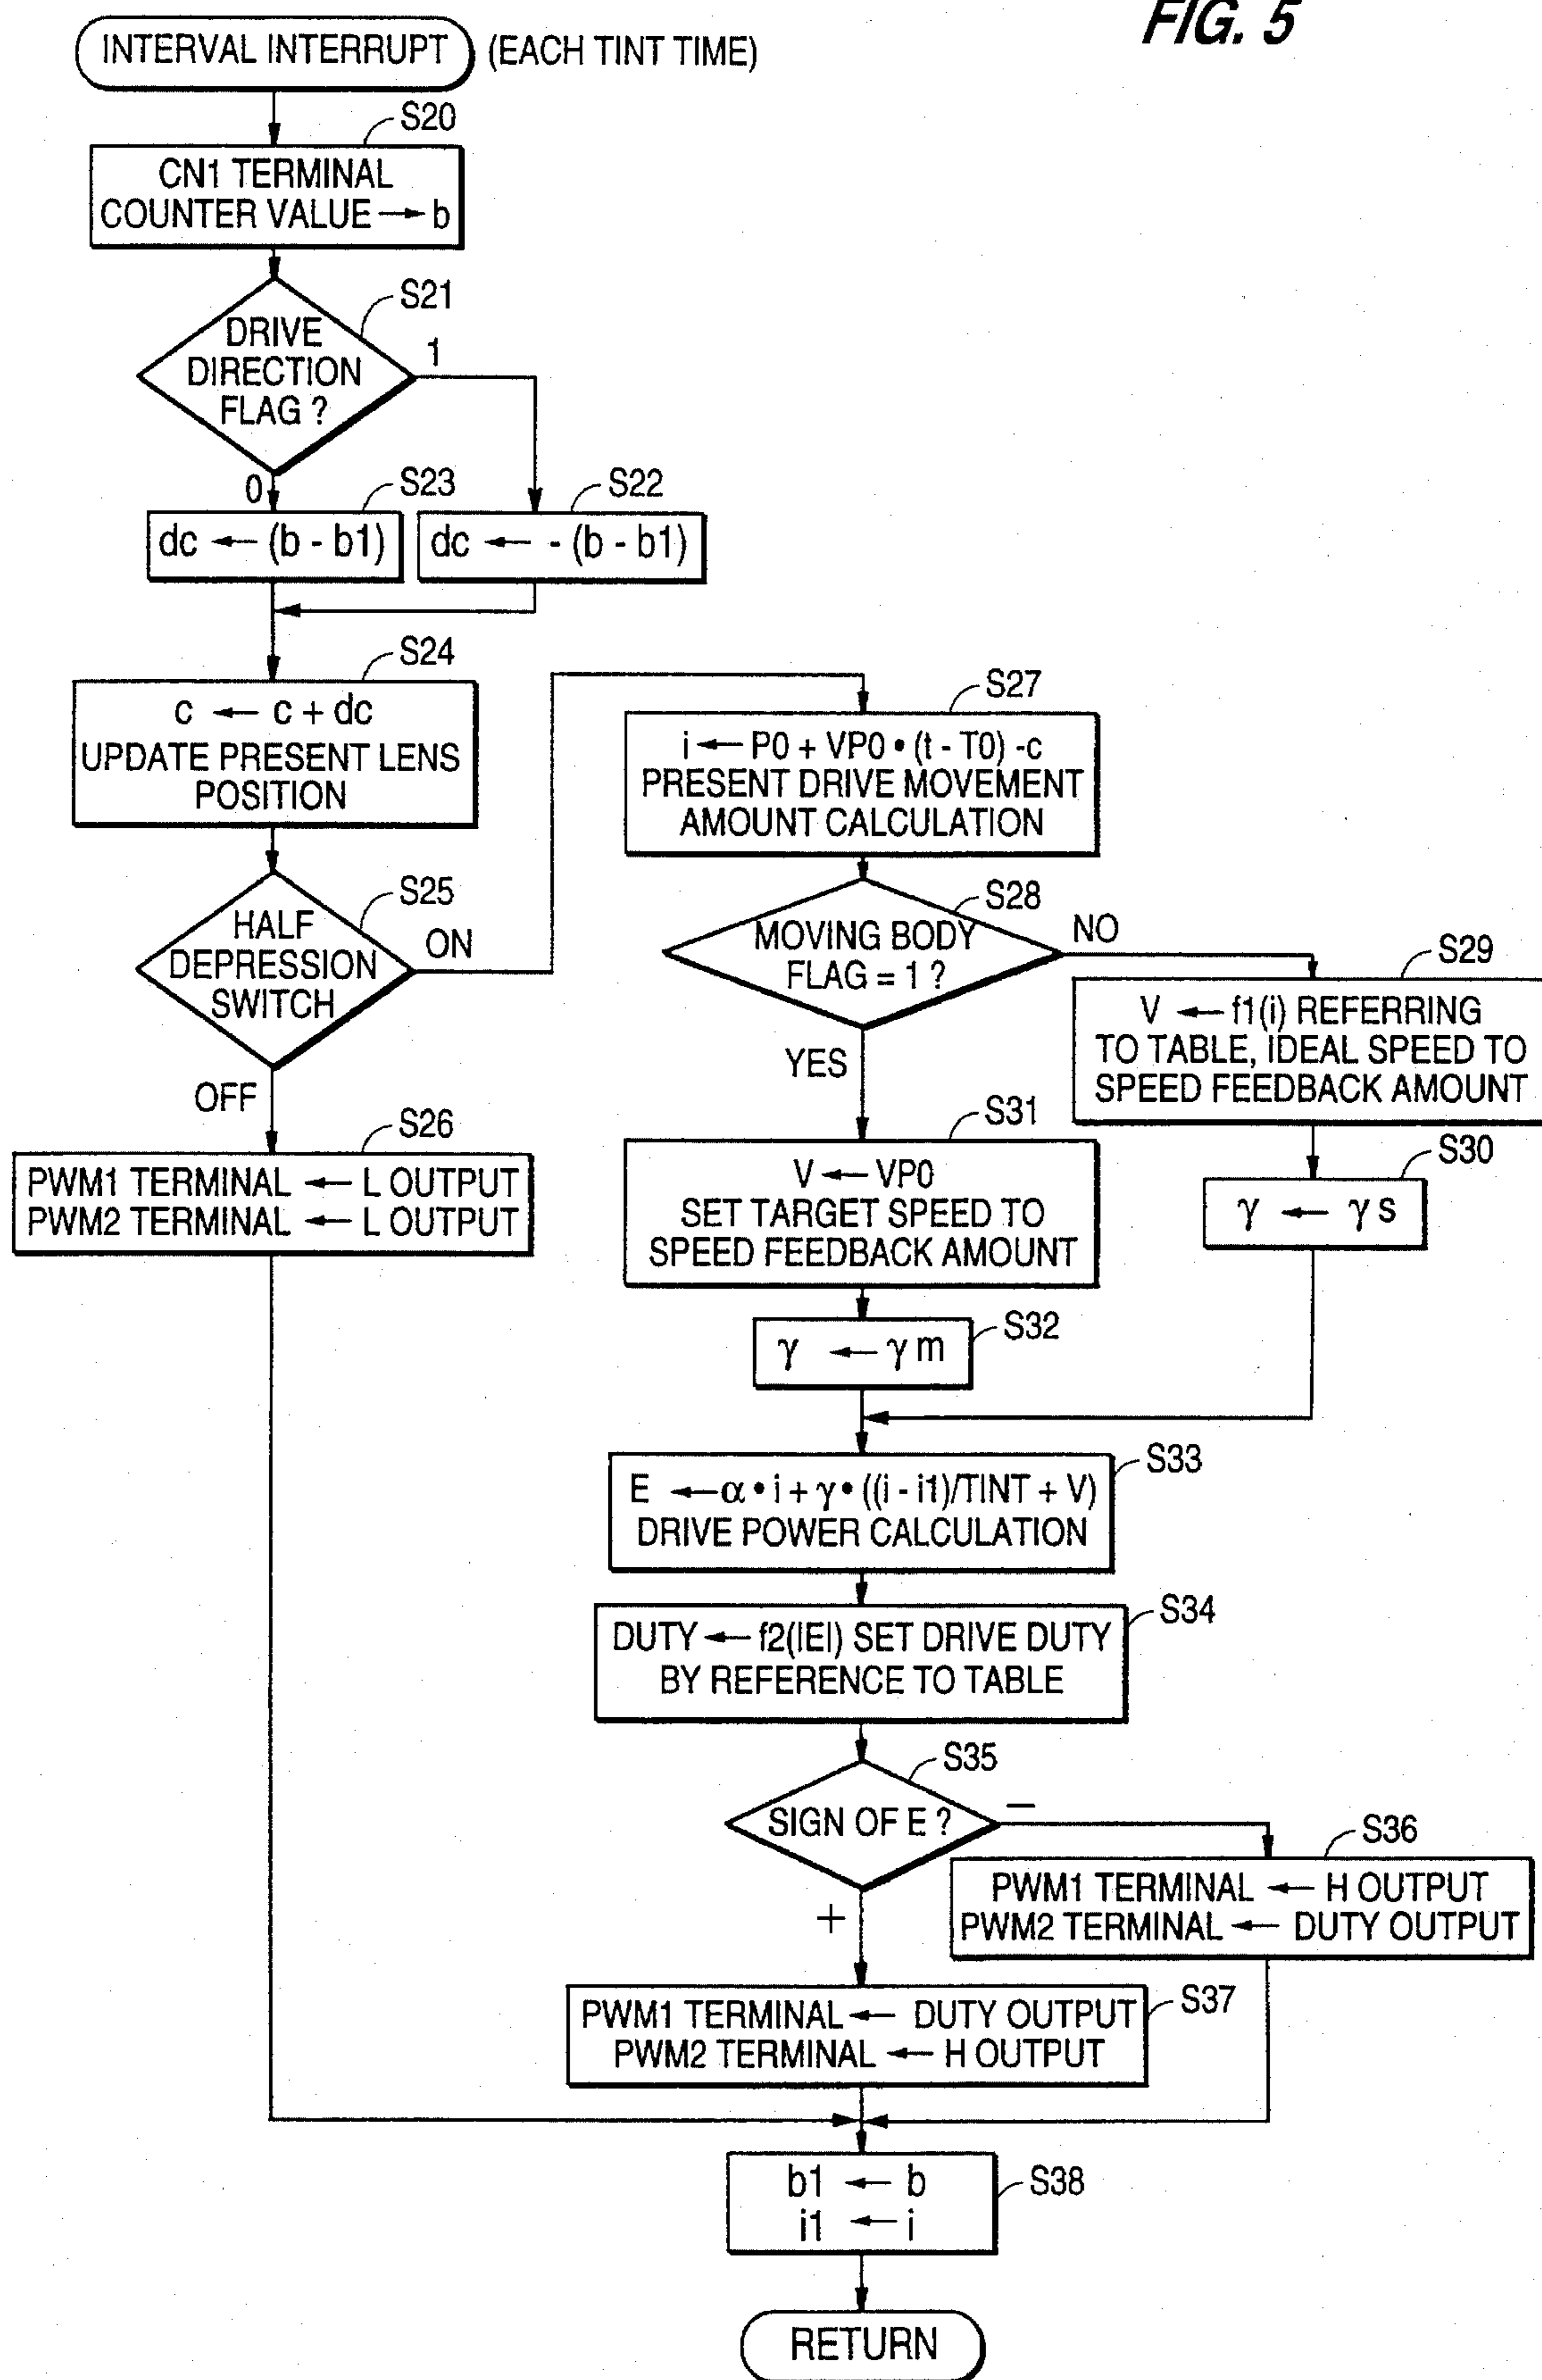 FIG. 5
INTERVAL INTERRUPT
(EACH TINT TIME)
S20
CN1 TERMINAL
COUNTER VALUE → b
S21
DRIVE
DIRECTION
FLAG ?
1
0
S23
dc ← (b - b1)
S22
dc ← - (b - b1)
S24
c ← c + dc
UPDATE PRESENT LENS
POSITION
S25
HALF
DEPRESSION
SWITCH
ON
OFF
S26
PWM1 TERMINAL ← L OUTPUT
PWM2 TERMINAL ← L OUTPUT
S27
i ← P0 + VP0 • (t - T0) -c
PRESENT DRIVE MOVEMENT
AMOUNT CALCULATION
S28
MOVING BODY
FLAG = 1 ?
NO
YES
S29
V ← f1(i) REFERRING
TO TABLE, IDEAL SPEED TO
SPEED FEEDBACK AMOUNT
S30
γ ← γ s
S31
V ← VP0
SET TARGET SPEED TO
SPEED FEEDBACK AMOUNT
S32
γ ← γ m
S33
E ← α • i + γ • ((i - i1)/TINT + V)
DRIVE POWER CALCULATION
S34
DUTY ← f2(|E|) SET DRIVE DUTY
BY REFERENCE TO TABLE
S35
SIGN OF E ?
−
+
S36
PWM1 TERMINAL ← H OUTPUT
PWM2 TERMINAL ← DUTY OUTPUT
S37
PWM1 TERMINAL ← DUTY OUTPUT
PWM2 TERMINAL ← H OUTPUT
S38
b1 ← b
i1 ← i
RETURN